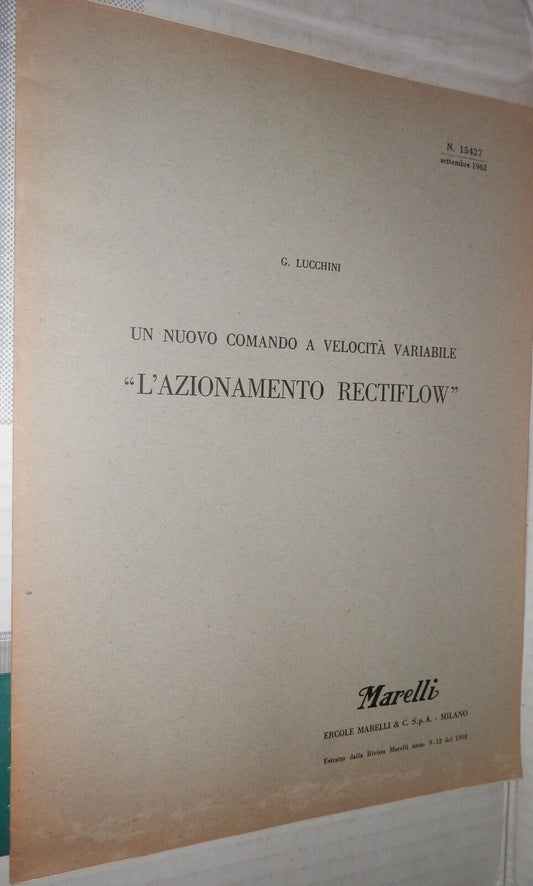 N. 15427
settembre 1962
G. LUCCHINI
UN NUOVO COMANDO A VELOCITÀ VARIABILE
“L'AZIONAMENTO RECTIFLOW”
Marelli
ERCOLE MARELLI & C. S.p.A. - MILANO
Estratto dalla Rivista Marelli num. 9-12 del 1958